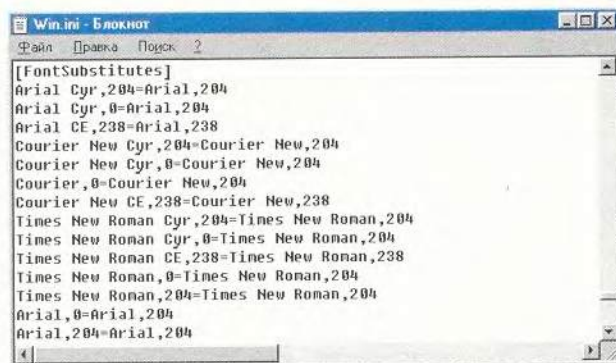 Win.ini - Блокнот
Файл Правка Поиск ?
[FontSubstitutes]
Arial Cyr,204=Arial,204
Arial Cyr,0=Arial,204
Arial CE,238=Arial,238
Courier New Cyr,204=Courier New,204
Courier New Cyr,0=Courier New,204
Courier,0=Courier New,204
Courier New CE,238=Courier New,238
Times New Roman Cyr,204=Times New Roman,204
Times New Roman Cyr,0=Times New Roman,204
Times New Roman CE,238=Times New Roman,238
Times New Roman,0=Times New Roman,204
Times New Roman,204=Times New Roman,204
Arial,0=Arial,204
Arial,204=Arial,204